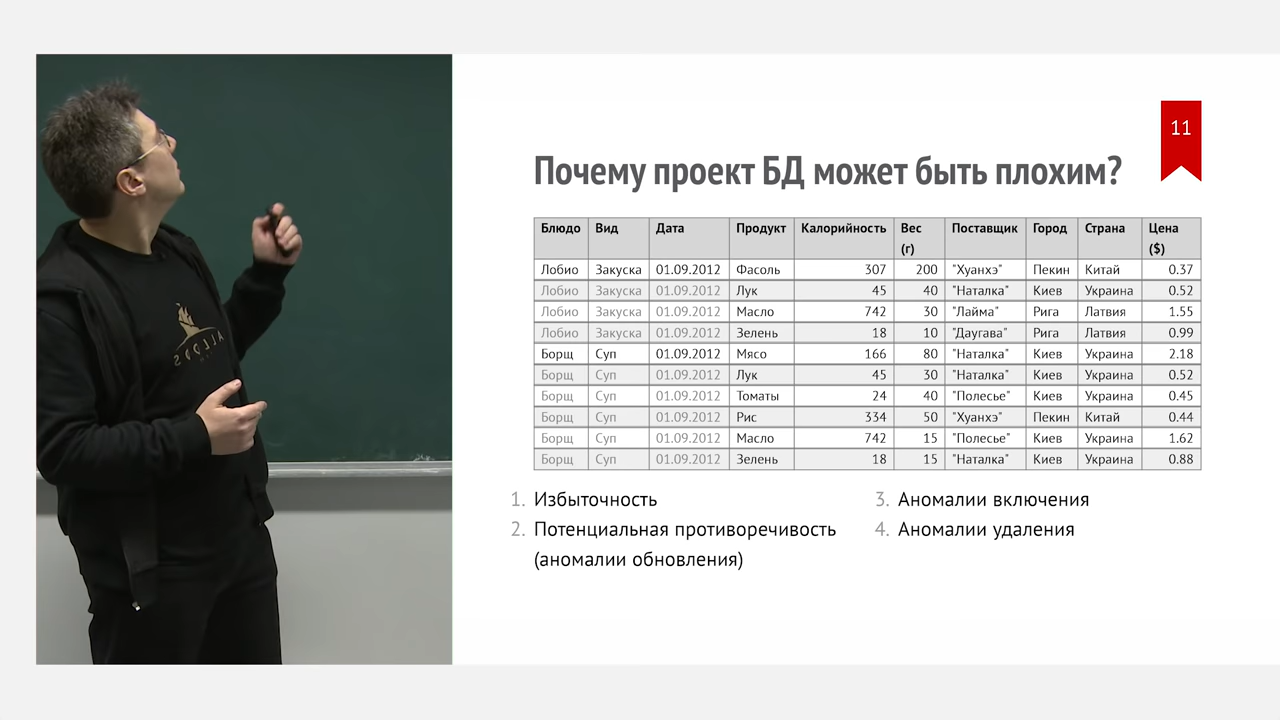 11
Почему проект БД может быть плохим?
Блюдо Вид Дата Продукт Калорийность Вес (г) Поставщик Город Страна Цена ($)
Лобио Закуска 01.09.2012 Фасоль 307 200 "Хуанхэ" Пекин Китай 0.37
Лобио Закуска 01.09.2012 Лук 45 40 "Наталка" Киев Украина 0.52
Лобио Закуска 01.09.2012 Масло 742 30 "Лайма" Рига Латвия 1.55
Лобио Закуска 01.09.2012 Зелень 18 10 "Даугава" Рига Латвия 0.99
Борщ Суп 01.09.2012 Мясо 166 80 "Наталка" Киев Украина 2.18
Борщ Суп 01.09.2012 Лук 45 30 "Наталка" Киев Украина 0.52
Борщ Суп 01.09.2012 Томаты 24 40 "Полесье" Киев Украина 0.45
Борщ Суп 01.09.2012 Рис 334 50 "Хуанхэ" Пекин Китай 0.44
Борщ Суп 01.09.2012 Масло 742 15 "Полесье" Киев Украина 1.62
Борщ Суп 01.09.2012 Зелень 18 15 "Наталка" Киев Украина 0.88
1. Избыточность
2. Потенциальная противоречивость
(аномалии обновления)
3. Аномалии включения
4. Аномалии удаления